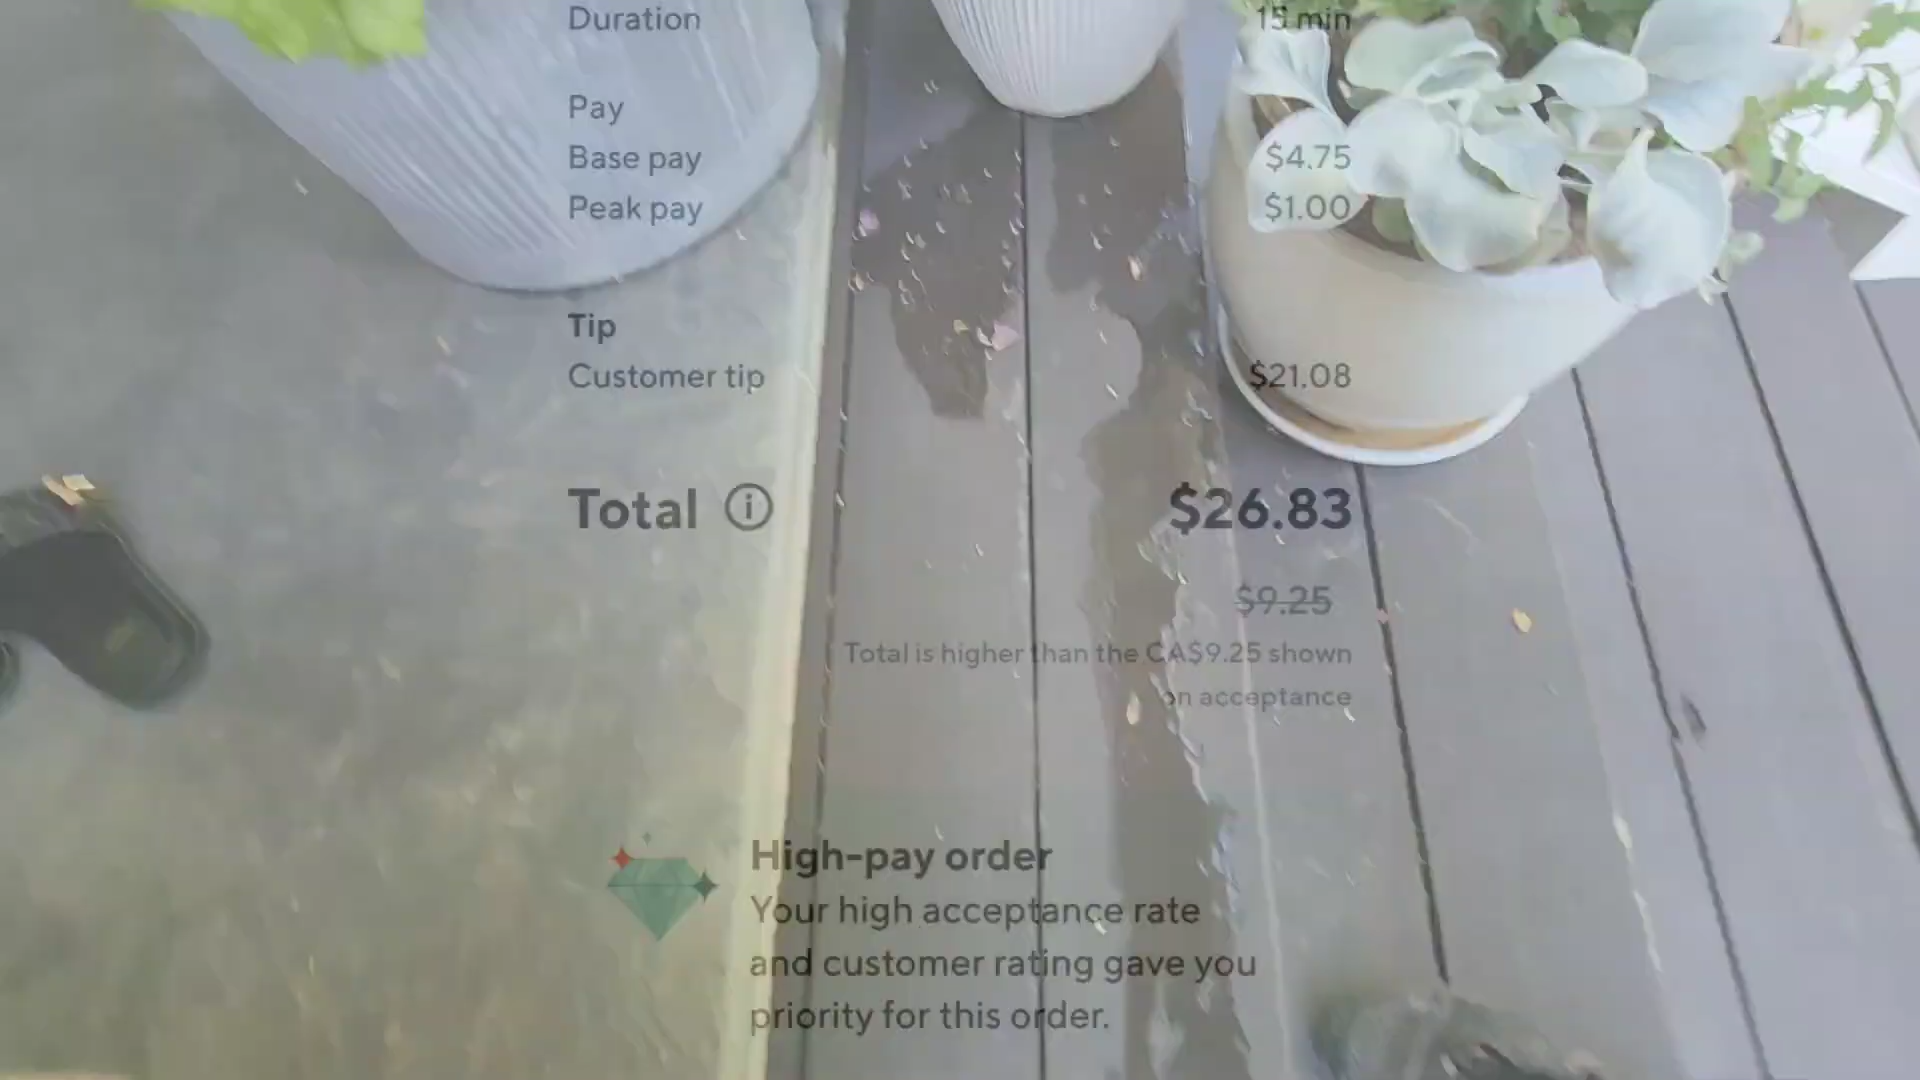 Duration 15 min
Pay
Base pay $4.75
Peak pay $1.00
Tip
Customer tip $21.08
Total $26.83
$9.25
Total is higher than the CA$9.25 shown
on acceptance
High-pay order
Your high acceptance rate
and customer rating gave you
priority for this order.